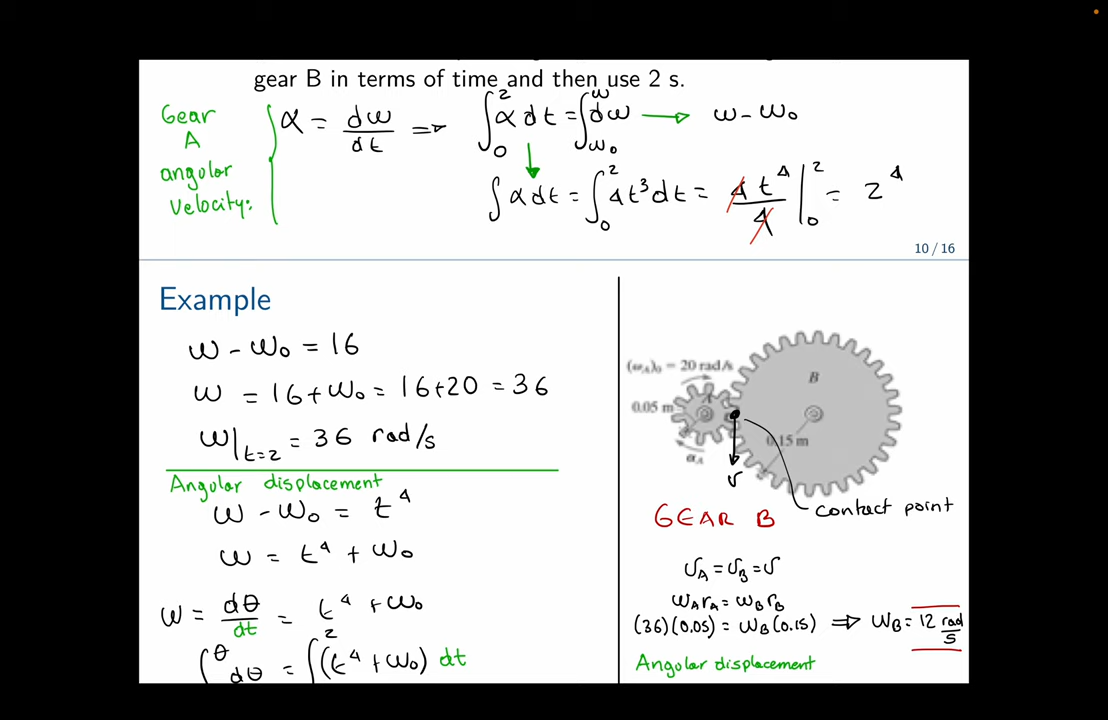 gear B in terms of time and then use 2 s.
Gear A angular velocity:
α = dω/dt ⇒ ∫₀² α dt = ∫_ω₀^ω dω → ω - ω₀
∫ α dt = ∫₀² 4t³ dt = 4t⁴/4 |₀² = 2⁴
10 / 16
Example
ω - ω₀ = 16
ω = 16 + ω₀ = 16+20 = 36
ω|t=2 = 36 rad/s
Angular displacement
ω - ω₀ = t⁴
ω = t⁴ + ω₀
ω = dθ/dt = t⁴ + ω₀
∫^θ dθ = ∫² (t⁴ + ω₀) dt
(ω_A)₀ = 20 rad/s
A
B
0.05 m
0.15 m
α_A
v
contact point
GEAR B
v_A = v_B = v
ω_A r_A = ω_B r_B
(36)(0.05) = ω_B (0.15) ⇒ ω_B = 12 rad/s
Angular displacement